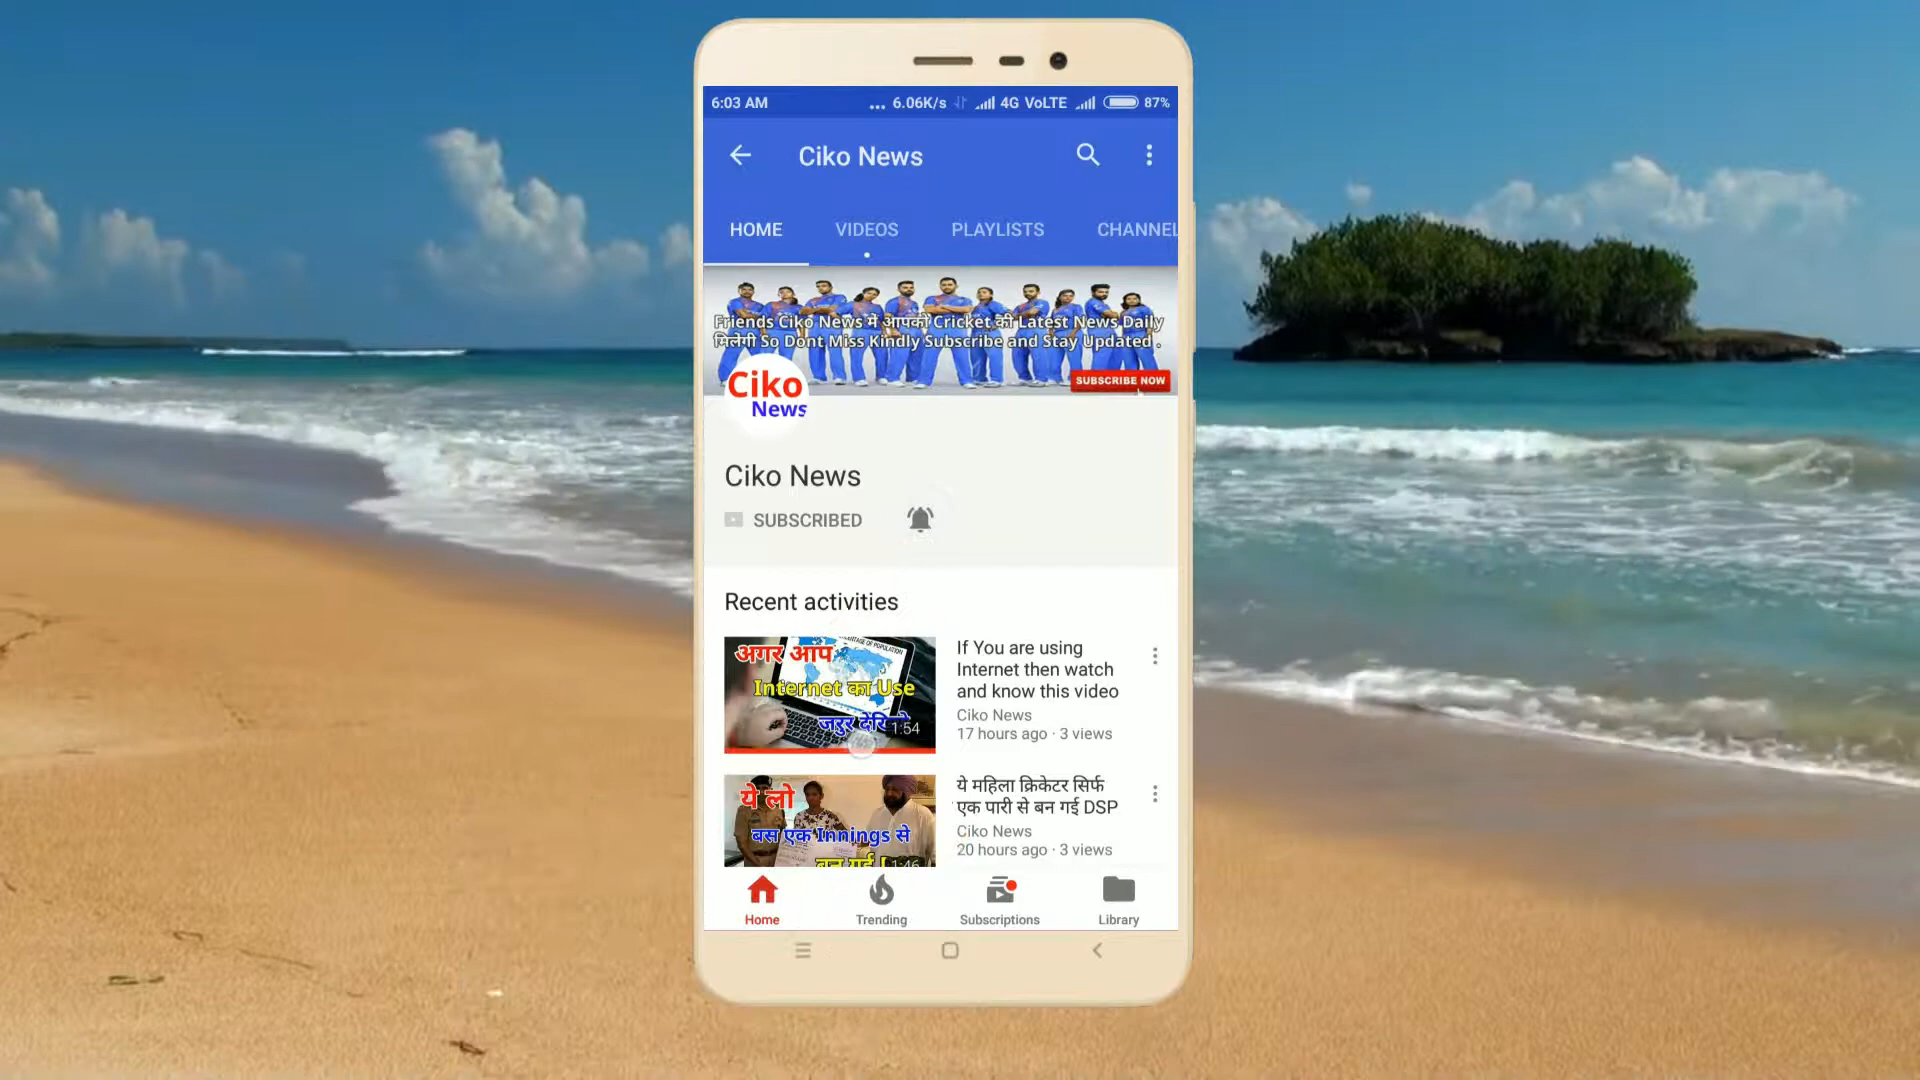 6:03 AM ... 6.06K/s 4G VoLTE 87%
Ciko News
HOME VIDEOS PLAYLISTS CHANNEL
Friends Ciko News में आपको Cricket की Latest News Daily
मिलेगी So Dont Miss Kindly Subscribe and Stay Updated .
SUBSCRIBE NOW
Ciko
News
Ciko News
SUBSCRIBED
Recent activities
अगर आप
Internet का Use
जरुर
1:54
If You are using
Internet then watch
and know this video
Ciko News
17 hours ago · 3 views
ये लो
बस एक Innings से
बन गई
1:46
ये महिला क्रिकेटर सिर्फ
एक पारी से बन गई DSP
Ciko News
20 hours ago · 3 views
Home Trending Subscriptions Library